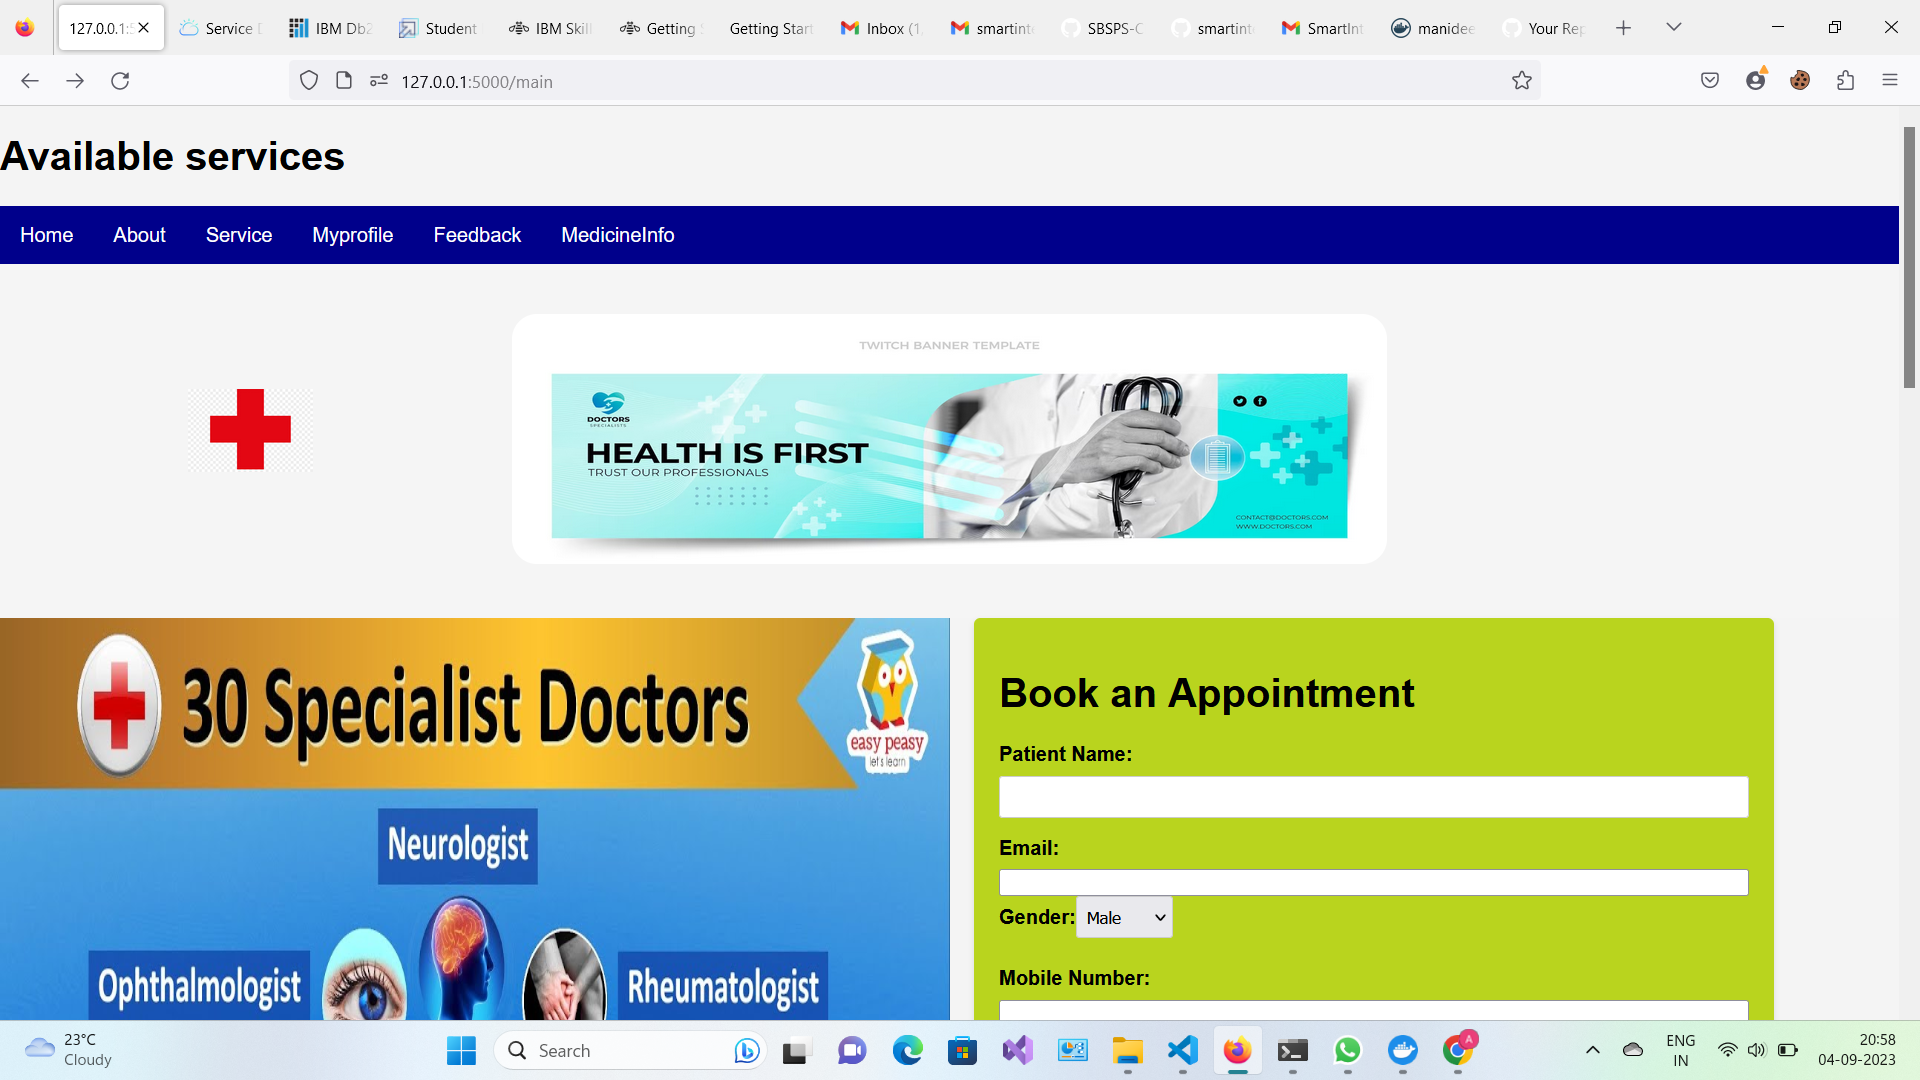 127.0.0.1:5
Service D
IBM Db2
Student
IBM Skill
Getting S
Getting Start
Inbox (1,
smartinte
SBSPS-C
smartinte
SmartInt
manidee
Your Rep
127.0.0.1:5000/main
Available services
Home About Service Myprofile Feedback MedicineInfo
TWITCH BANNER TEMPLATE
DOCTORS
SPECIALISTS
HEALTH IS FIRST
TRUST OUR PROFESSIONALS
CONTACT@DOCTORS.COM
WWW.DOCTORS.COM
30 Specialist Doctors
easy peasy
let's learn
Neurologist
Ophthalmologist
Rheumatologist
Book an Appointment
Patient Name:
Email:
Gender: Male
Mobile Number:
23°C
Cloudy
Search
A
ENG
IN
20:58
04-09-2023